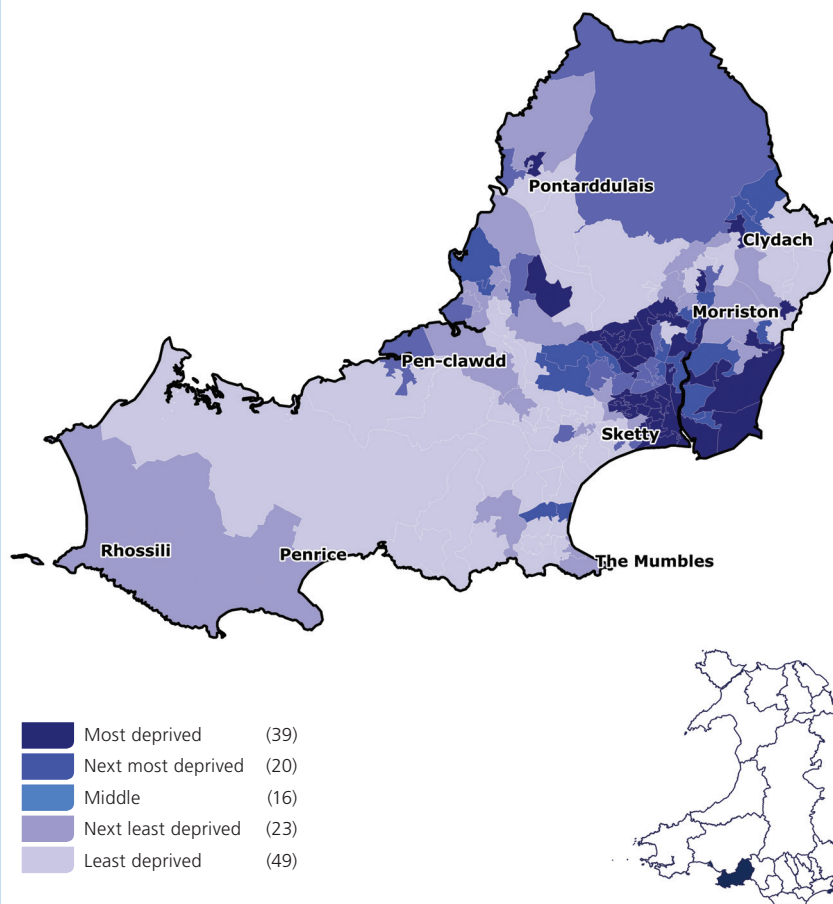 Pontarddulais
Clydach
Morriston
Pen-clawdd
Sketty
Rhossili
Penrice
The Mumbles
Most deprived (39)
Next most deprived (20)
Middle (16)
Next least deprived (23)
Least deprived (49)